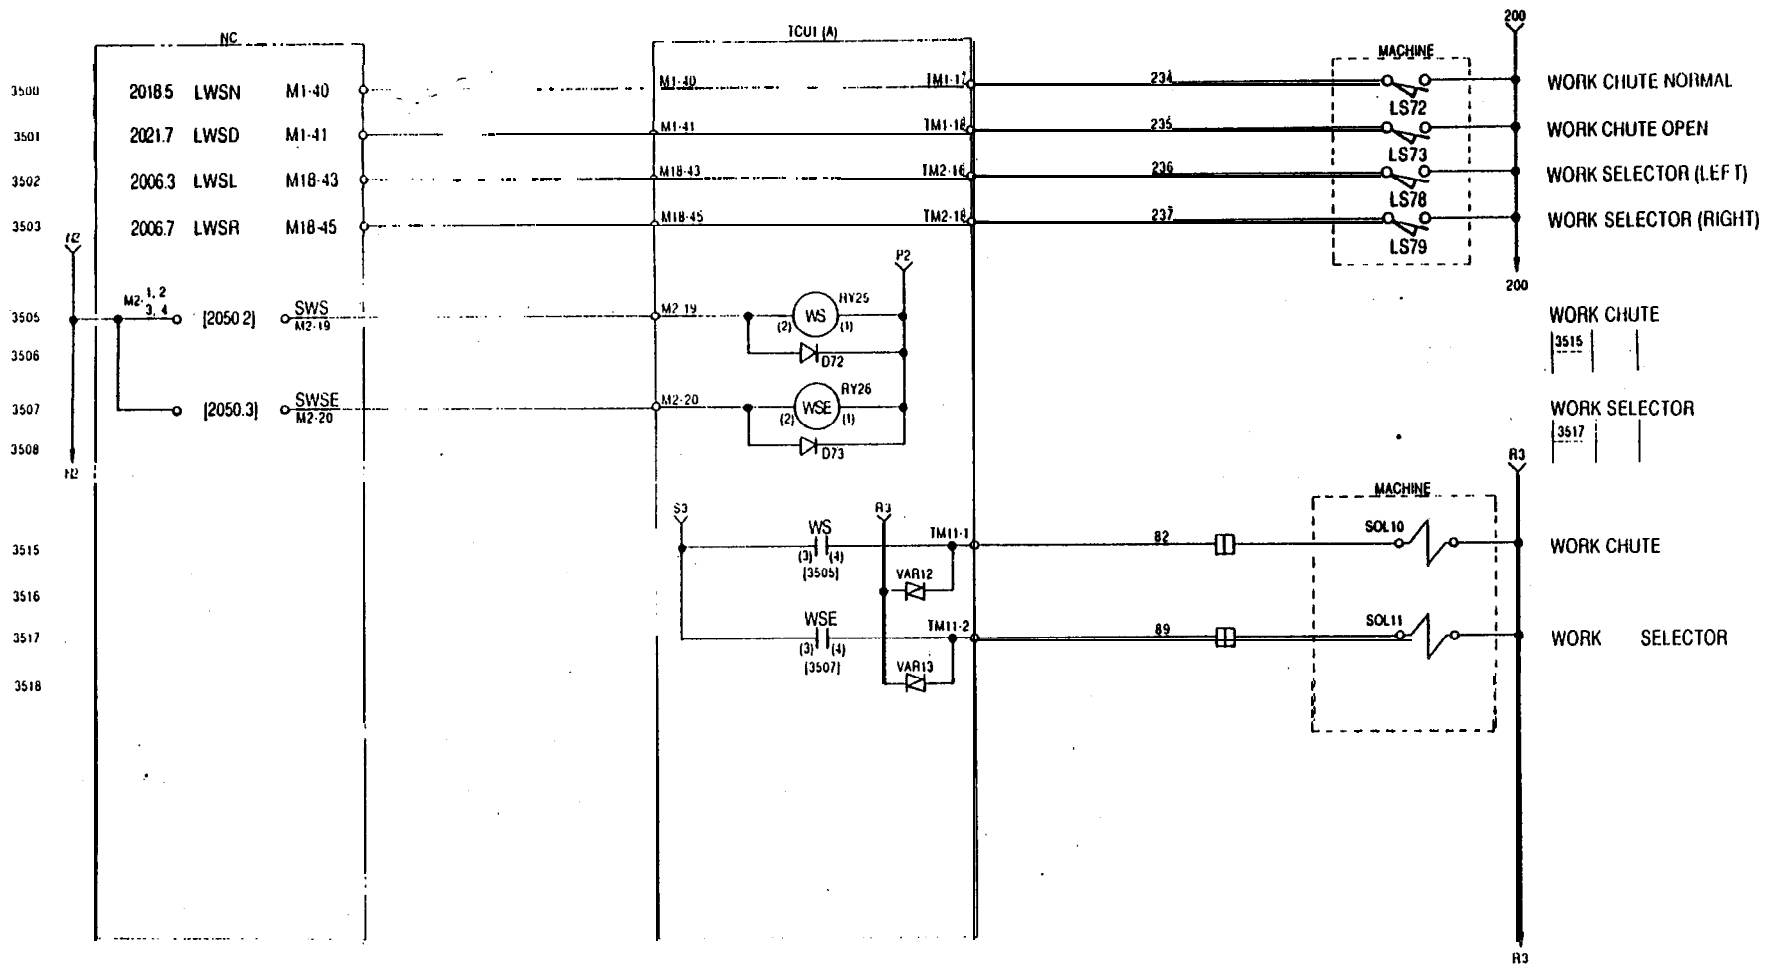 200
NC
TCU1 (A)
MACHINE
3500 2018.5 LWSN M1-40 M1-40 TM1-17 234 LS72 WORK CHUTE NORMAL
3501 2021.7 LWSD M1-41 M1-41 TM1-18 235 LS73 WORK CHUTE OPEN
3502 2006.3 LWSL M18-43 M18-43 TM2-16 236 LS78 WORK SELECTOR (LEFT)
3503 2006.7 LWSR M18-45 M18-45 TM2-18 237 LS79 WORK SELECTOR (RIGHT)
N2
P2
200
M2- 1, 2
3, 4
3505 [2050 2] SWS M2-19 M2-19 WS RY25 (2) (1) WORK CHUTE
3506 D72 3515
3507 [2050.3] SWSE M2-20 M2-20 WSE RY26 (2) (1) WORK SELECTOR
3508 D73 3517
N2
R3
MACHINE
S3 R3
3515 WS (3) (4) [3505] TM11-1 82 SOL10 WORK CHUTE
3516 VAR12
3517 WSE (3) (4) [3507] TM11-2 89 SOL11 WORK SELECTOR
3518 VAR13
R3